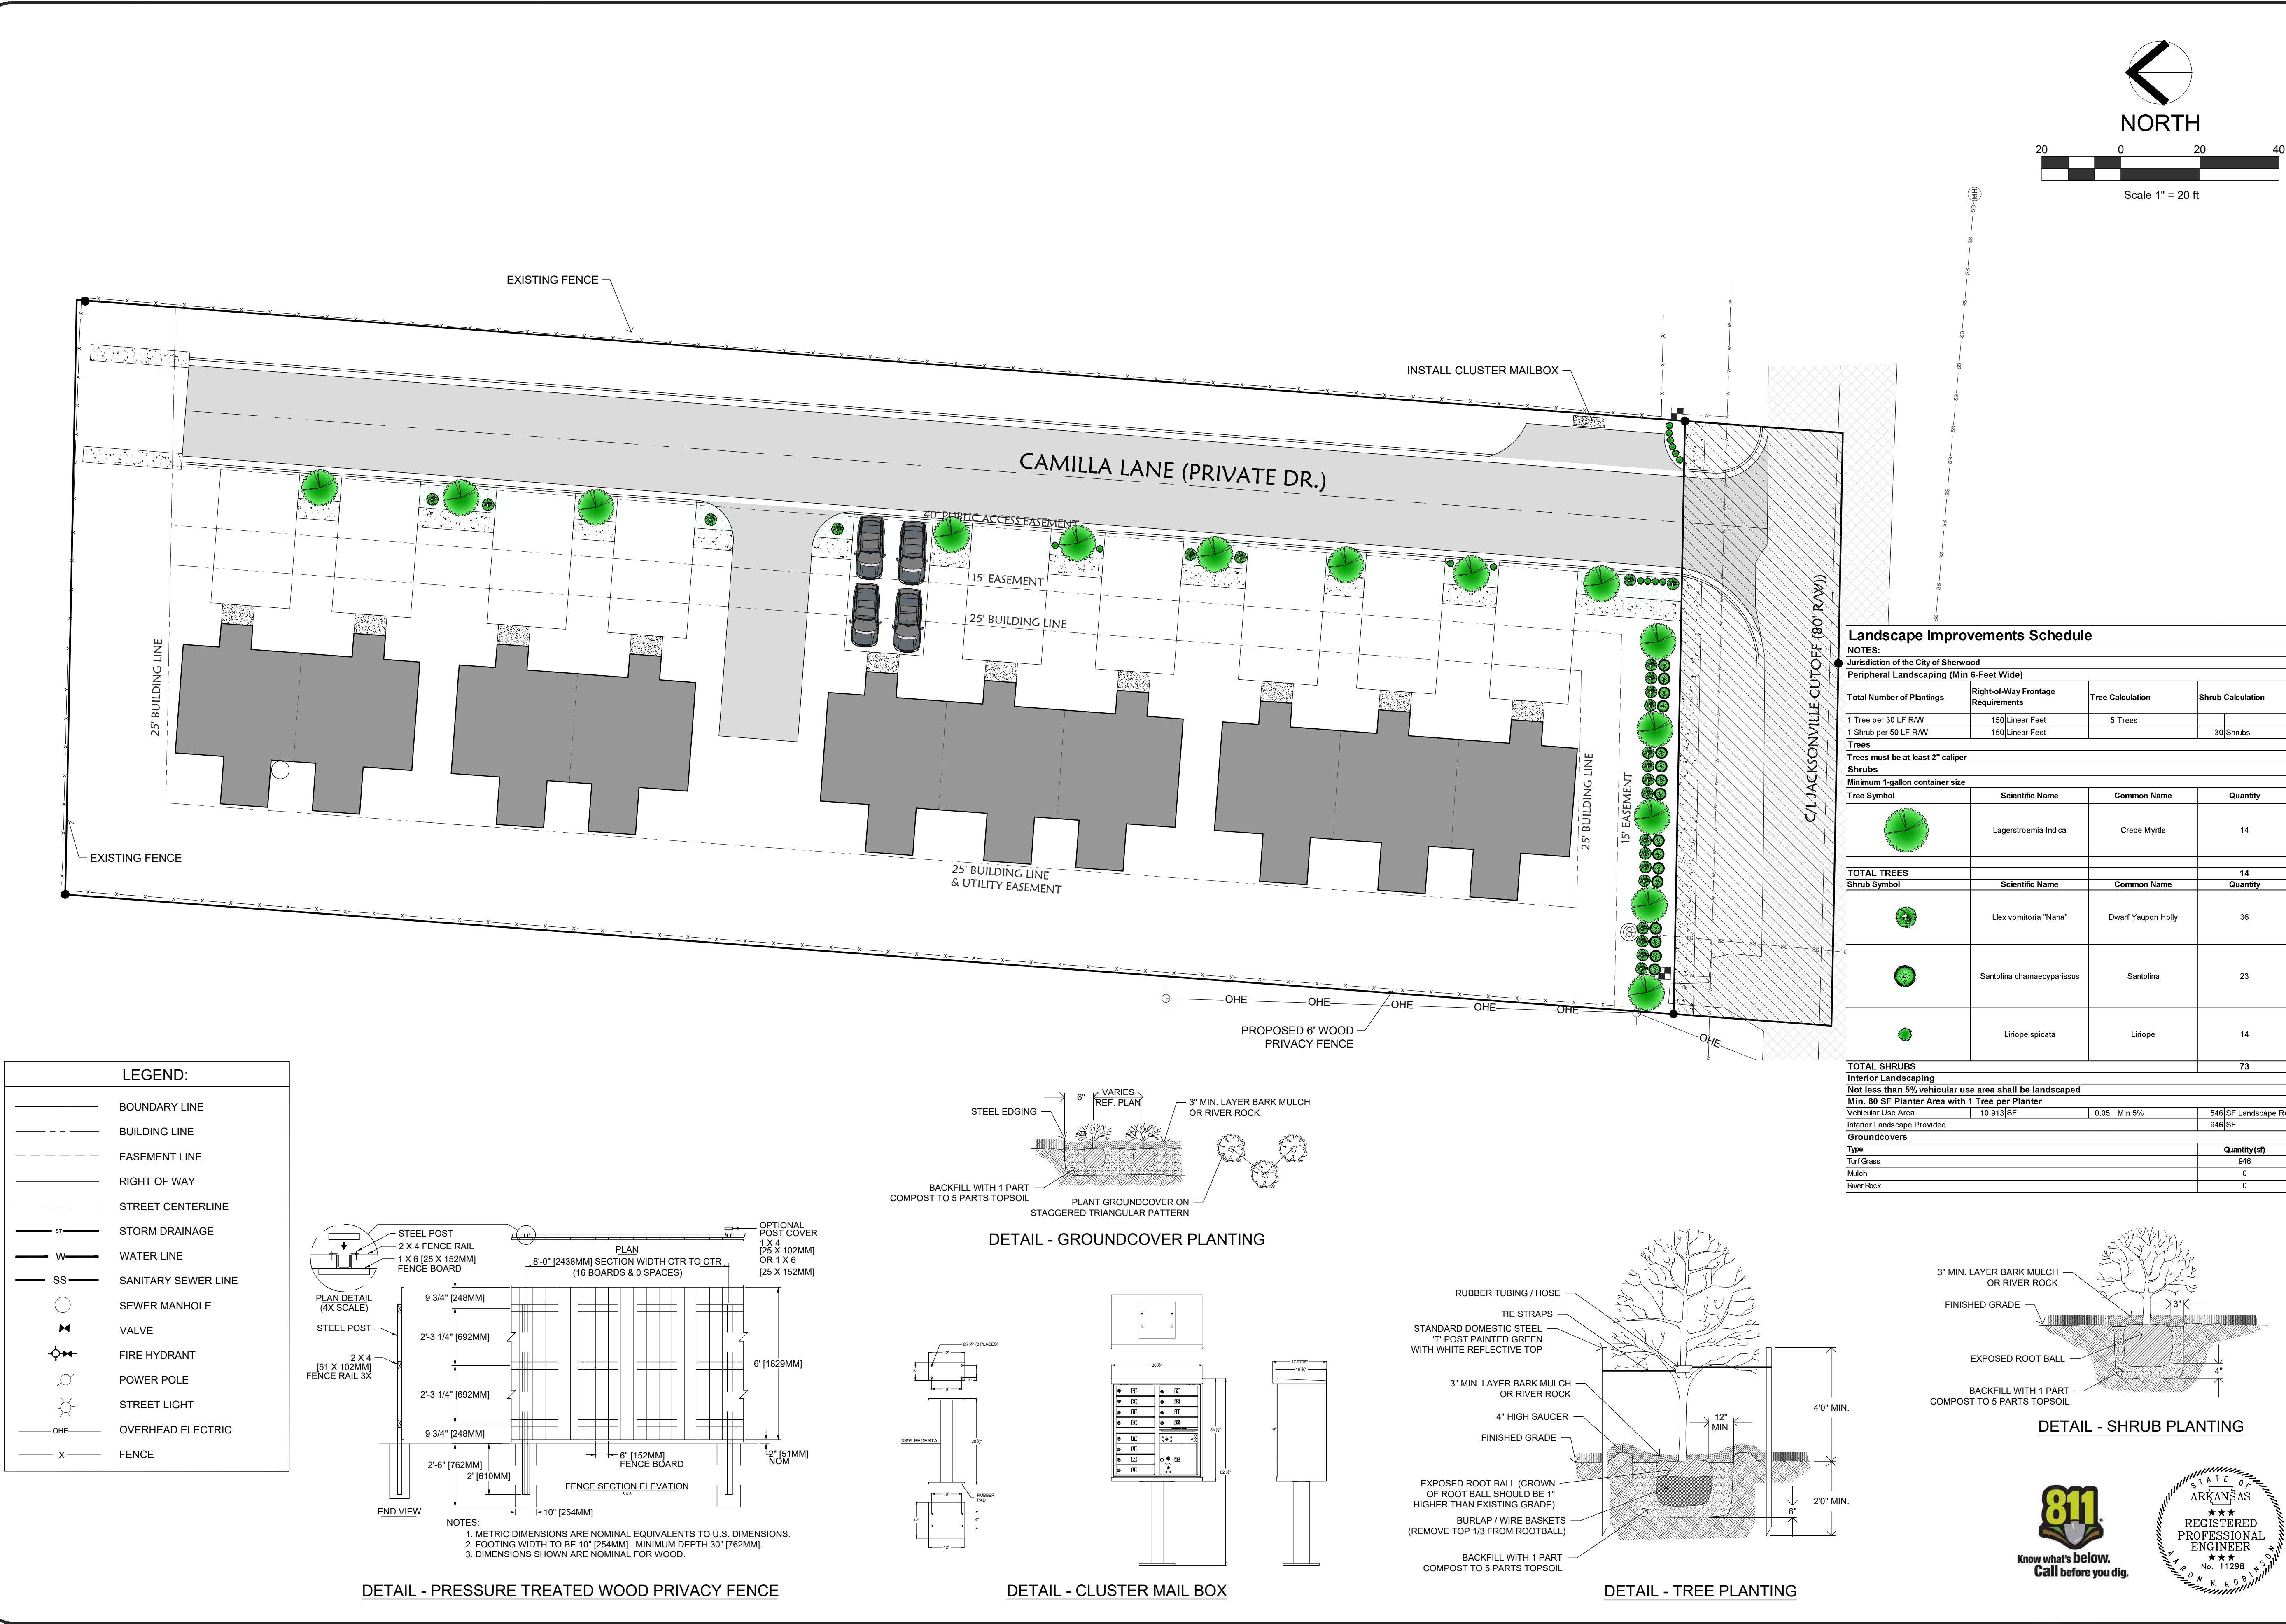 NORTH
20 0 20 40
Scale 1" = 20 ft
MH
EXISTING FENCE
INSTALL CLUSTER MAILBOX
CAMILLA LANE (PRIVATE DR.)
40' PUBLIC ACCESS EASEMENT
15' EASEMENT
25' BUILDING LINE
25' BUILDING LINE
25' BUILDING LINE
15' EASEMENT
C/L JACKSONVILLE CUTOFF (80' R/W))
EXISTING FENCE
25' BUILDING LINE
& UTILITY EASEMENT
OHE OHE OHE OHE OHE OHE
PROPOSED 6' WOOD
PRIVACY FENCE
Landscape Improvements Schedule
NOTES:
Jurisdiction of the City of Sherwood
Peripheral Landscaping (Min 6-Feet Wide)
Total Number of Plantings Right-of-Way Frontage Requirements Tree Calculation Shrub Calculation
1 Tree per 30 LF R/W 150 Linear Feet 5 Trees
1 Shrub per 50 LF R/W 150 Linear Feet 30 Shrubs
Trees
Trees must be at least 2" caliper
Shrubs
Minimum 1-gallon container size
Tree Symbol Scientific Name Common Name Quantity
Lagerstroemia Indica Crepe Myrtle 14
TOTAL TREES 14
Shrub Symbol Scientific Name Common Name Quantity
Llex vomitoria "Nana" Dwarf Yaupon Holly 36
Santolina chamaecyparissus Santolina 23
Liriope spicata Liriope 14
TOTAL SHRUBS 73
Interior Landscaping
Not less than 5% vehicular use area shall be landscaped
Min. 80 SF Planter Area with 1 Tree per Planter
Vehicular Use Area 10,913 SF 0.05 Min 5% 546 SF Landscape Re
Interior Landscape Provided 946 SF
Groundcovers
Type Quantity (sf)
Turf Grass 946
Mulch 0
River Rock 0
LEGEND:
BOUNDARY LINE
BUILDING LINE
EASEMENT LINE
RIGHT OF WAY
STREET CENTERLINE
ST STORM DRAINAGE
W WATER LINE
SS SANITARY SEWER LINE
SEWER MANHOLE
VALVE
FIRE HYDRANT
POWER POLE
STREET LIGHT
OHE OVERHEAD ELECTRIC
X FENCE
STEEL POST
2 X 4 FENCE RAIL
1 X 6 [25 X 152MM]
FENCE BOARD
PLAN DETAIL
(4X SCALE)
PLAN
8'-0" [2438MM] SECTION WIDTH CTR TO CTR
(16 BOARDS & 0 SPACES)
OPTIONAL
POST COVER
1 X 4
[25 X 102MM]
OR 1 X 6
[25 X 152MM]
STEEL POST
2 X 4
[51 X 102MM]
FENCE RAIL 3X
9 3/4" [248MM]
2'-3 1/4" [692MM]
2'-3 1/4" [692MM]
9 3/4" [248MM]
2'-6" [762MM]
2' [610MM]
6' [1829MM]
6" [152MM]
FENCE BOARD
2" [51MM]
NOM
10" [254MM]
FENCE SECTION ELEVATION
***
END VIEW
NOTES:
1. METRIC DIMENSIONS ARE NOMINAL EQUIVALENTS TO U.S. DIMENSIONS.
2. FOOTING WIDTH TO BE 10" [254MM]. MINIMUM DEPTH 30" [762MM].
3. DIMENSIONS SHOWN ARE NOMINAL FOR WOOD.
DETAIL - PRESSURE TREATED WOOD PRIVACY FENCE
STEEL EDGING
6"
VARIES
REF. PLAN
3" MIN. LAYER BARK MULCH
OR RIVER ROCK
BACKFILL WITH 1 PART
COMPOST TO 5 PARTS TOPSOIL
PLANT GROUNDCOVER ON
STAGGERED TRIANGULAR PATTERN
DETAIL - GROUNDCOVER PLANTING
3395 PEDESTAL
RUBBER
PAD
12"
10"
10"
12"
12"
DETAIL - CLUSTER MAIL BOX
RUBBER TUBING / HOSE
TIE STRAPS
STANDARD DOMESTIC STEEL
'T' POST PAINTED GREEN
WITH WHITE REFLECTIVE TOP
3" MIN. LAYER BARK MULCH
OR RIVER ROCK
4" HIGH SAUCER
FINISHED GRADE
EXPOSED ROOT BALL (CROWN
OF ROOT BALL SHOULD BE 1"
HIGHER THAN EXISTING GRADE)
BURLAP / WIRE BASKETS
(REMOVE TOP 1/3 FROM ROOTBALL)
BACKFILL WITH 1 PART
COMPOST TO 5 PARTS TOPSOIL
12"
MIN.
4'0" MIN.
2'0" MIN.
6"
DETAIL - TREE PLANTING
3" MIN. LAYER BARK MULCH
OR RIVER ROCK
FINISHED GRADE
3"
EXPOSED ROOT BALL
4"
BACKFILL WITH 1 PART
COMPOST TO 5 PARTS TOPSOIL
DETAIL - SHRUB PLANTING
811
Know what's below.
Call before you dig.
STATE OF
ARKANSAS
REGISTERED
PROFESSIONAL
ENGINEER
No. 11298
AARON K. ROBINSON